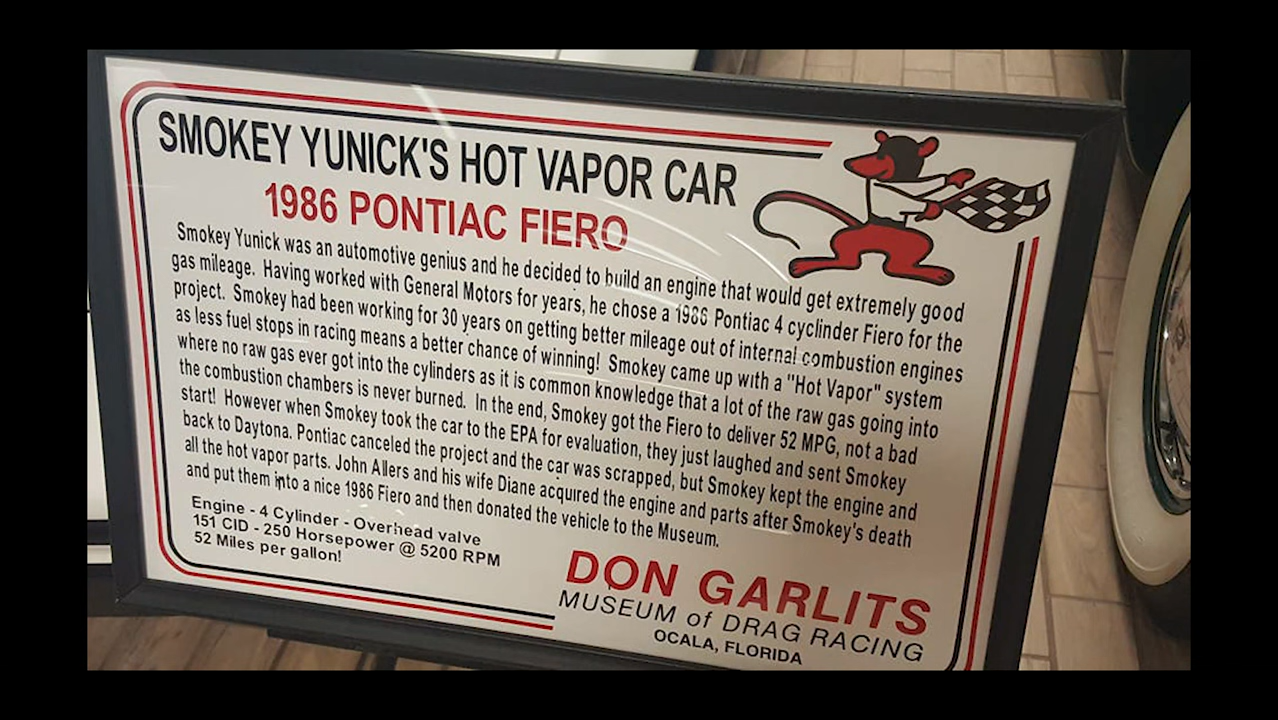 SMOKEY YUNICK'S HOT VAPOR CAR
1986 PONTIAC FIERO
Smokey Yunick was an automotive genius and he decided to build an engine that would get extremely good
gas mileage. Having worked with General Motors for years, he chose a 1986 Pontiac 4 cyclinder Fiero for the
project. Smokey had been working for 30 years on getting better mileage out of internal combustion engines
as less fuel stops in racing means a better chance of winning! Smokey came up with a "Hot Vapor" system
where no raw gas ever got into the cylinders as it is common knowledge that a lot of the raw gas going into
the combustion chambers is never burned. In the end, Smokey got the Fiero to deliver 52 MPG, not a bad
start! However when Smokey took the car to the EPA for evaluation, they just laughed and sent Smokey
back to Daytona. Pontiac canceled the project and the car was scrapped, but Smokey kept the engine and
all the hot vapor parts. John Allers and his wife Diane acquired the engine and parts after Smokey's death
and put them into a nice 1986 Fiero and then donated the vehicle to the Museum.
Engine - 4 Cylinder - Overhead valve
151 CID - 250 Horsepower @ 5200 RPM
52 Miles per gallon!
DON GARLITS
MUSEUM of DRAG RACING
OCALA, FLORIDA